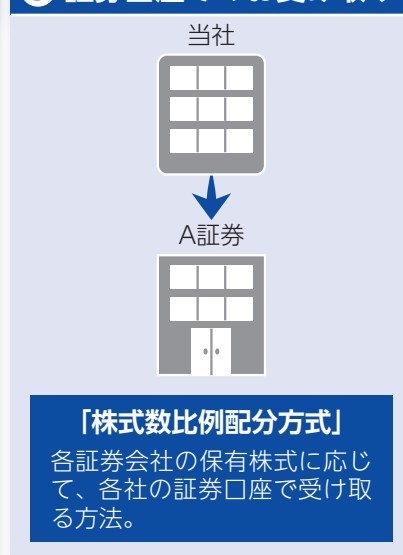 当社
A証券
「株式数比例配分方式」
各証券会社の保有株式に応じ
て、各社の証券口座で受け取
る方法。